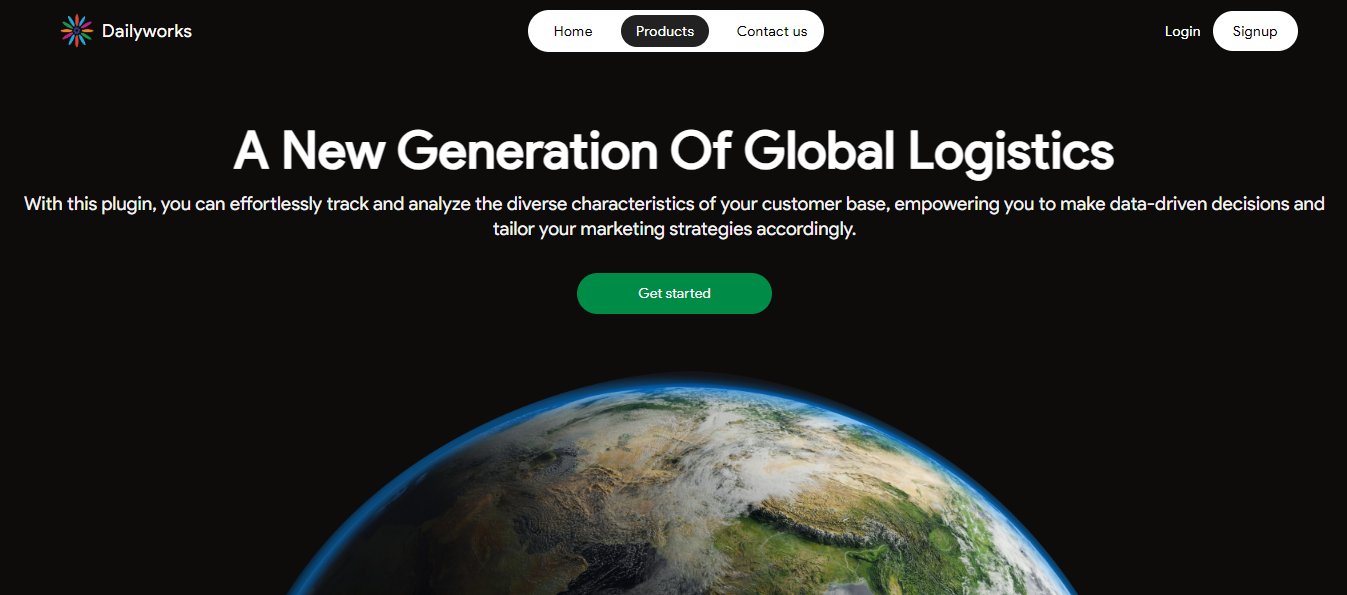 Dailyworks
Home
Products
Contact us
Login
Signup
A New Generation Of Global Logistics
With this plugin, you can effortlessly track and analyze the diverse characteristics of your customer base, empowering you to make data-driven decisions and
tailor your marketing strategies accordingly.
Get started